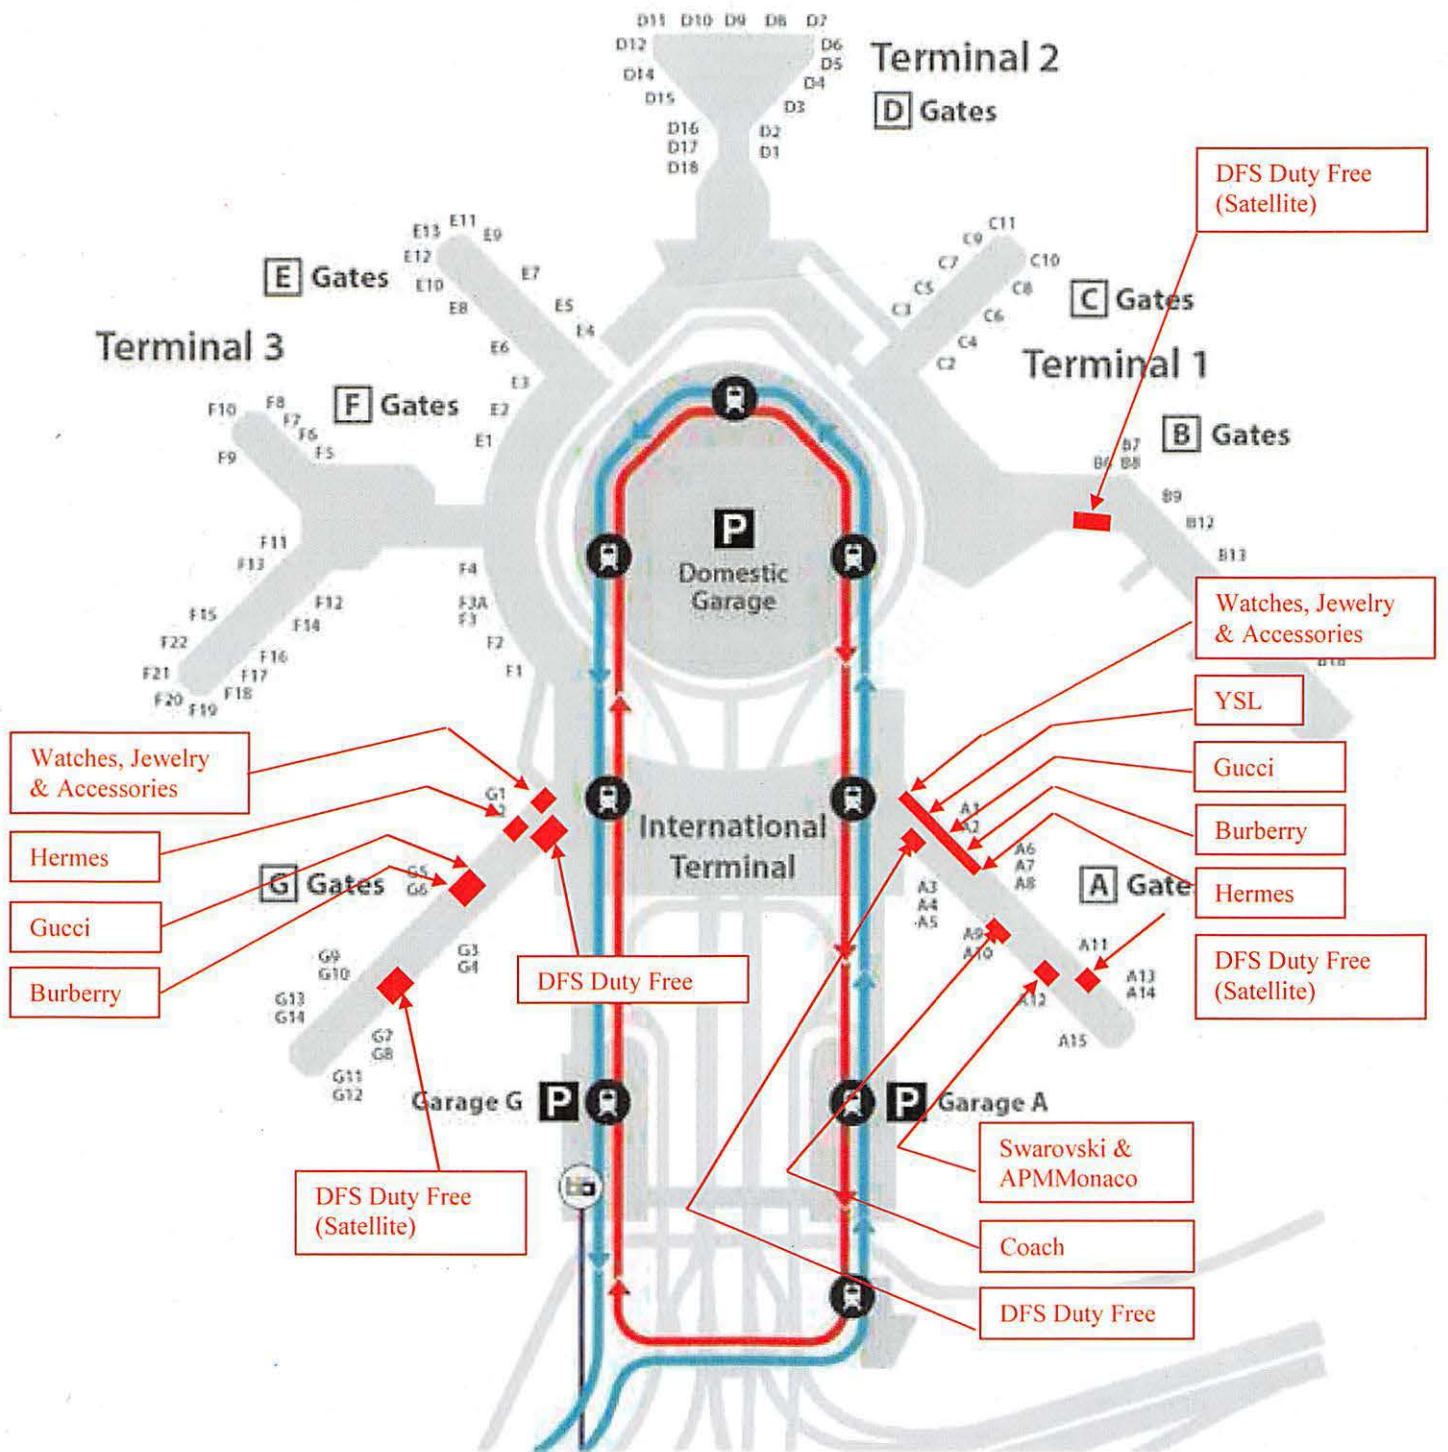 D11 D10 D9 D8 D7
D12
D6
D5
D14
D4
D15
D3
D16
D17
D18
D2
D1
Terminal 2
D Gates
DFS Duty Free
(Satellite)
E13
E11
E9
E12
E10
E7
E8
E5
E4
E6
E3
E2
E1
E Gates
Terminal 3
C11
C9
C10
C7
C8
C5
C6
C3
C4
C2
C Gates
Terminal 1
F Gates
F10
F8
F7
F6
F5
F9
F11
F13
F12
F15
F14
F22
F16
F21
F17
F20
F18
F19
F4
F3A
F3
F2
F1
B Gates
B7
B6 B8
B9
B12
B13
B18
P
Domestic
Garage
Watches, Jewelry
& Accessories
YSL
Gucci
Burberry
Hermes
DFS Duty Free
(Satellite)
Watches, Jewelry
& Accessories
Hermes
Gucci
Burberry
G1
G Gates
G5
G6
G3
G4
G9
G10
G13
G14
G7
G8
G11
G12
DFS Duty Free
International
Terminal
A1
A2
A6
A7
A8
A3
A4
A5
A Gate
A9
A10
A11
A12
A13
A14
A15
Garage G P
P Garage A
DFS Duty Free
(Satellite)
Swarovski &
APMMonaco
Coach
DFS Duty Free